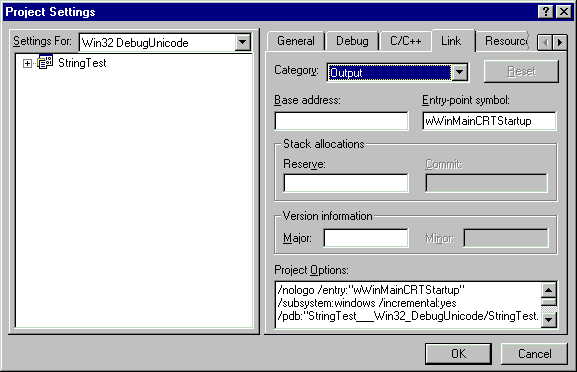 Project Settings
Settings For: Win32 DebugUnicode
StringTest
General Debug C/C++ Link Resource
Category: Output Reset
Base address: Entry-point symbol:
wWinMainCRTStartup
Stack allocations
Reserve: Commit:
Version information
Major: Minor:
Project Options:
/nologo /entry:"wWinMainCRTStartup"
/subsystem:windows /incremental:yes
/pdb:"StringTest___Win32_DebugUnicode/StringTest.
OK Cancel